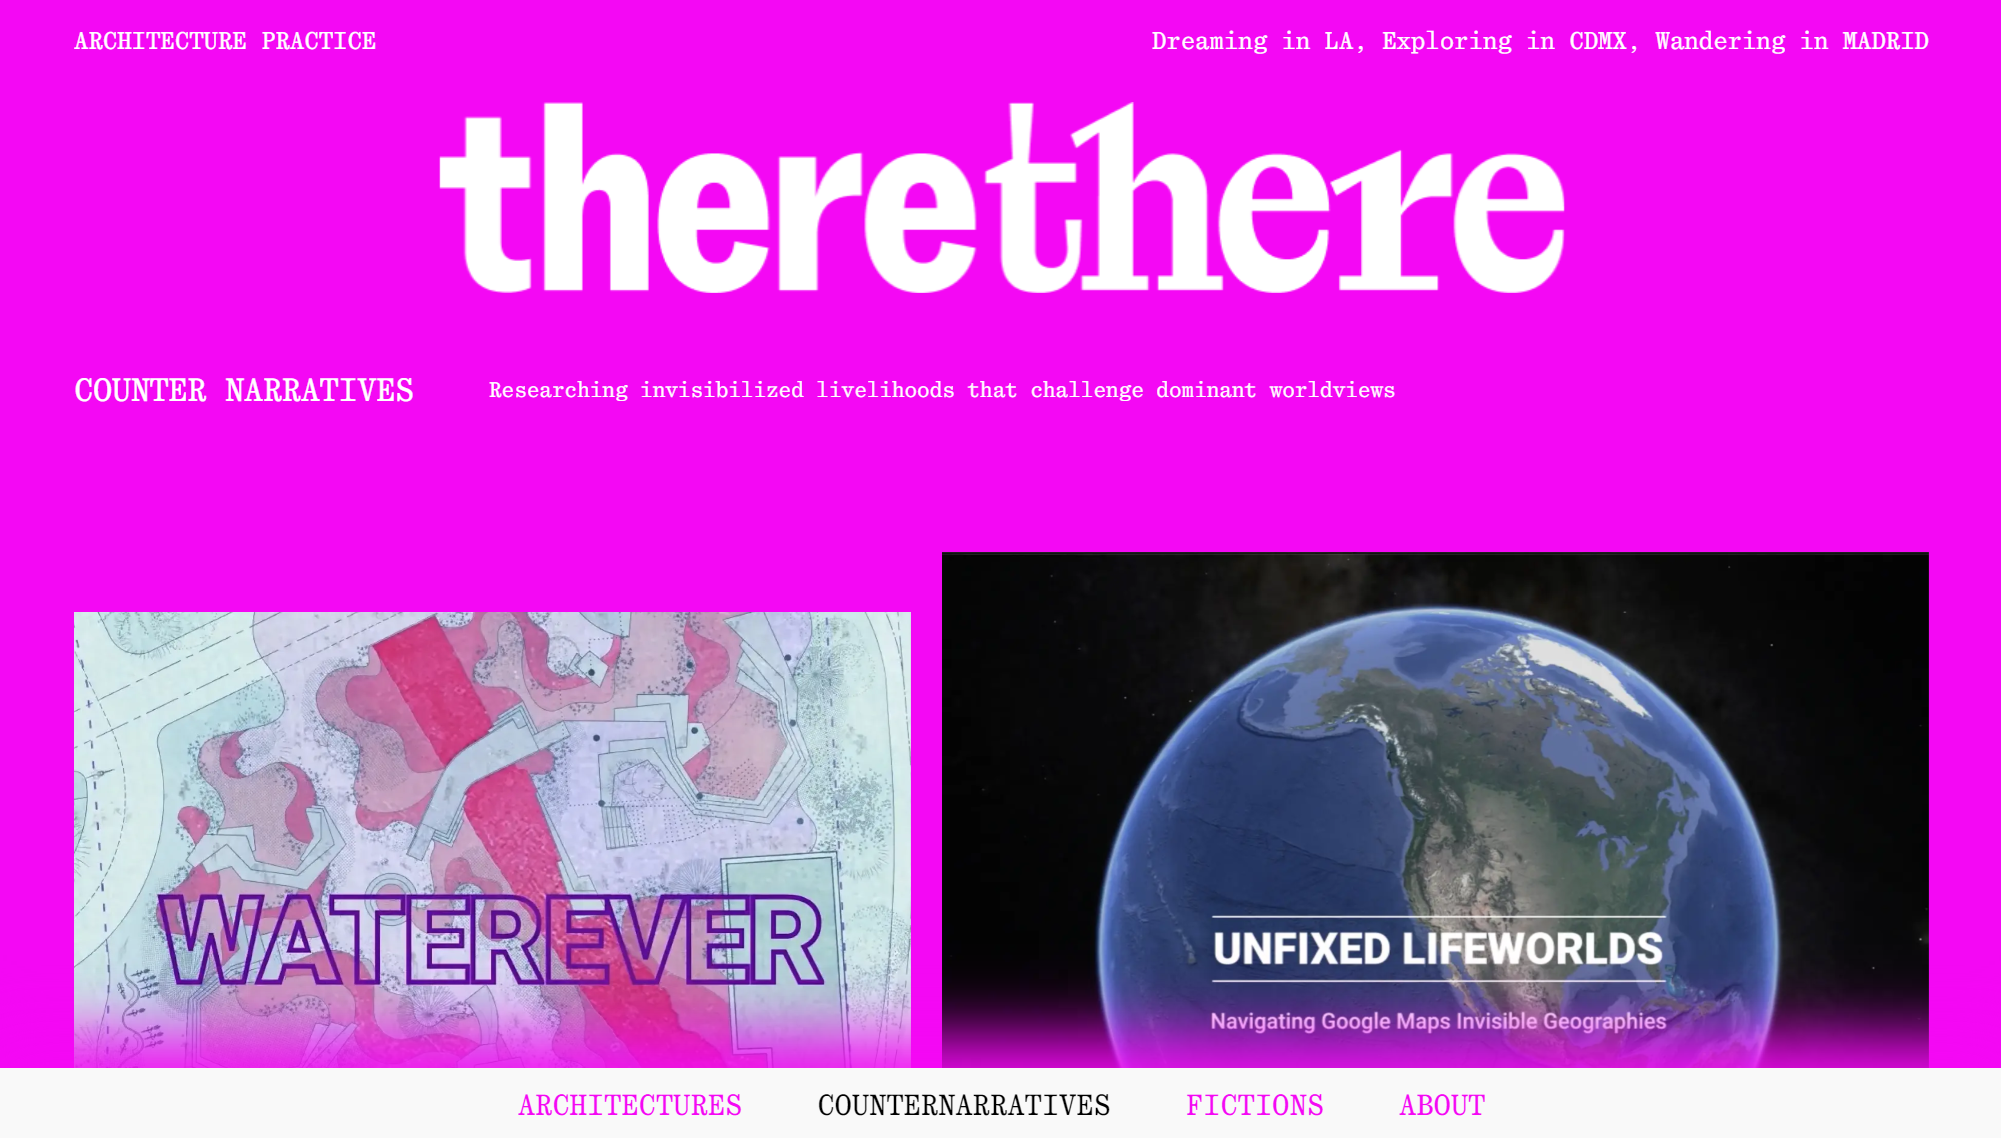 ARCHITECTURE PRACTICE
Dreaming in LA, Exploring in CDMX, Wandering in MADRID
therethere
COUNTER NARRATIVES
Researching invisibilized livelihoods that challenge dominant worldviews
WATEREVER
UNFIXED LIFEWORLDS
Navigating Google Maps Invisible Geographies
ARCHITECTURES COUNTERNARRATIVES FICTIONS ABOUT